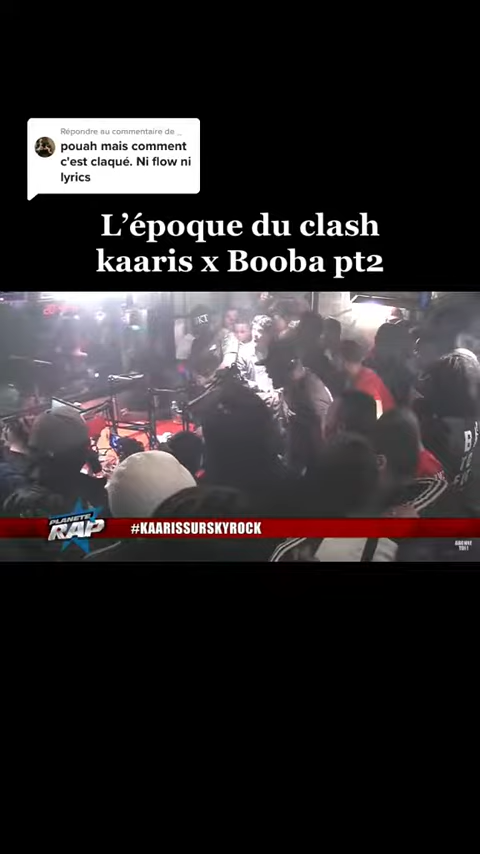 Répondre au commentaire de _
pouah mais comment
c'est claqué. Ni flow ni
lyrics
L'époque du clash
kaaris x Booba pt2
PLANETE
RAP
#KAARISSURSKYROCK